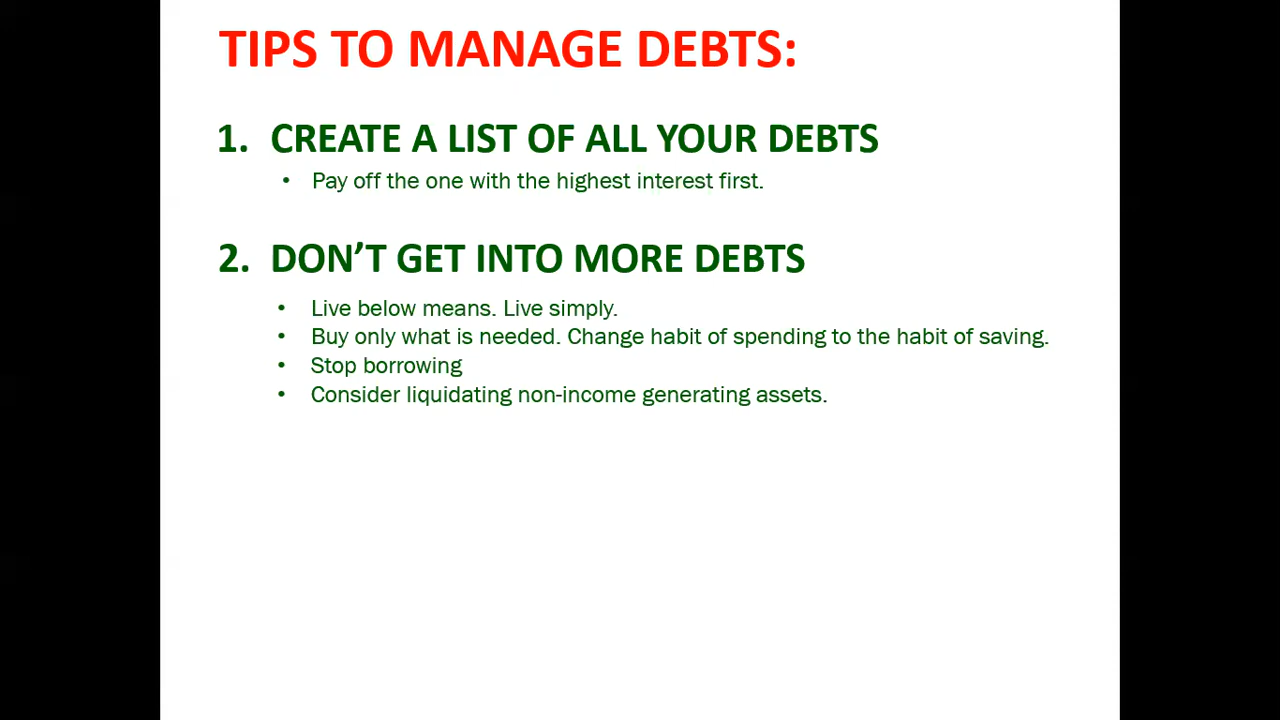 TIPS TO MANAGE DEBTS:
1. CREATE A LIST OF ALL YOUR DEBTS
• Pay off the one with the highest interest first.
2. DON’T GET INTO MORE DEBTS
• Live below means. Live simply.
• Buy only what is needed. Change habit of spending to the habit of saving.
• Stop borrowing
• Consider liquidating non-income generating assets.